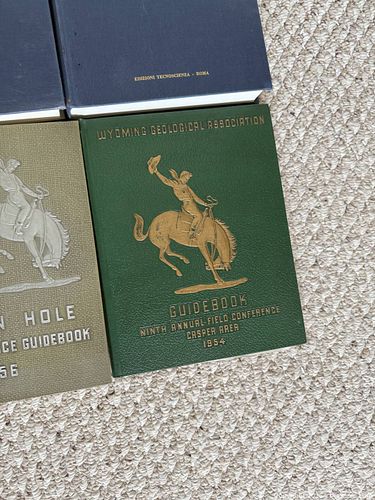 EDIZIONI TECNOSCIENZA - ROMA
WYOMING GEOLOGICAL ASSOCIATION
GUIDEBOOK
NINTH ANNUAL FIELD CONFERENCE
CASPER AREA
1954
N HOLE
CE GUIDEBOOK
56